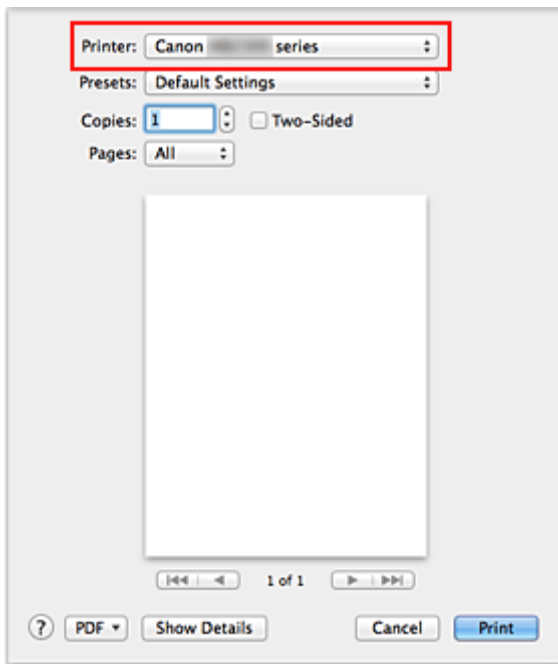 Printer: Canon series
Presets: Default Settings
Copies: 1 Two-Sided
Pages: All
1 of 1
? PDF Show Details Cancel Print